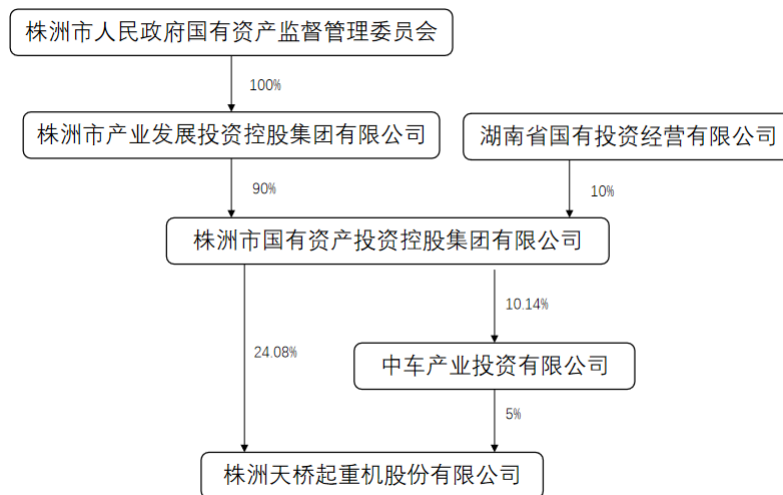 株洲市人民政府国有资产监督管理委员会
100%
株洲市产业发展投资控股集团有限公司
湖南省国有投资经营有限公司
90%
10%
株洲市国有资产投资控股集团有限公司
10.14%
24.08%
中车产业投资有限公司
5%
株洲天桥起重机股份有限公司